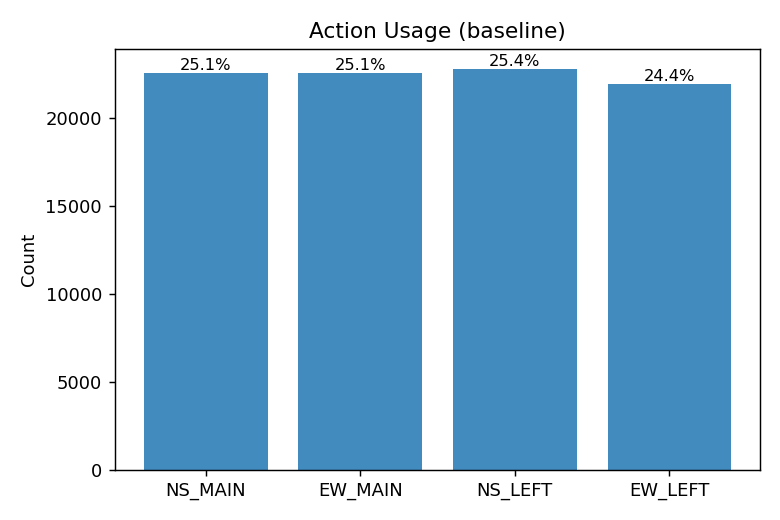 Action Usage (baseline)
25.1%
25.1%
25.4%
24.4%
20000
15000
10000
5000
0
Count
NS_MAIN
EW_MAIN
NS_LEFT
EW_LEFT